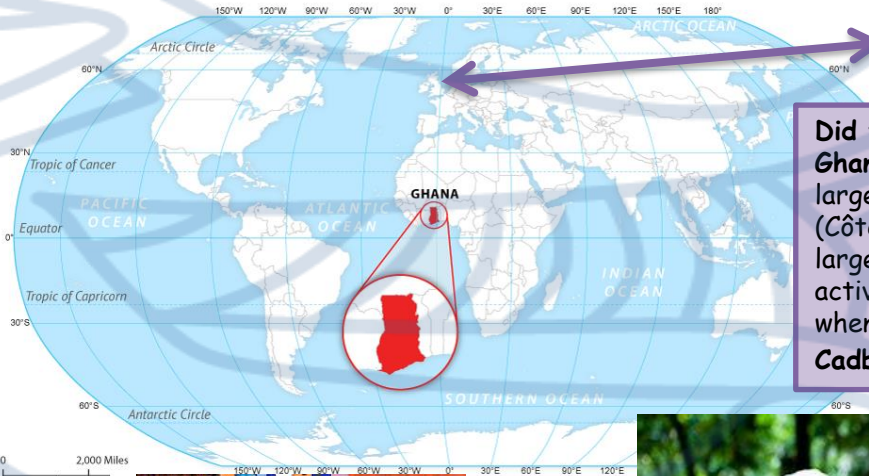 150°W 120°W 90°W 60°W 30°W 0° 30°E 60°E 90°E 120°E 150°E 180°
ARCTIC OCEAN
Arctic Circle
60°N 60°N
30°N
Tropic of Cancer
GHANA
PACIFIC
OCEAN
ATLANTIC
OCEAN
0°
Equator
INDIAN
OCEAN
Tropic of Capricorn
30°S
60°S 60°S
SOUTHERN OCEAN
Antarctic Circle
0 2,000 Miles
150°W 120°W 90°W 60°W 30°W 0° 30°E 60°E 90°E 120°E
Did
Ghan
large
(Côt
large
activ
when
Cadb